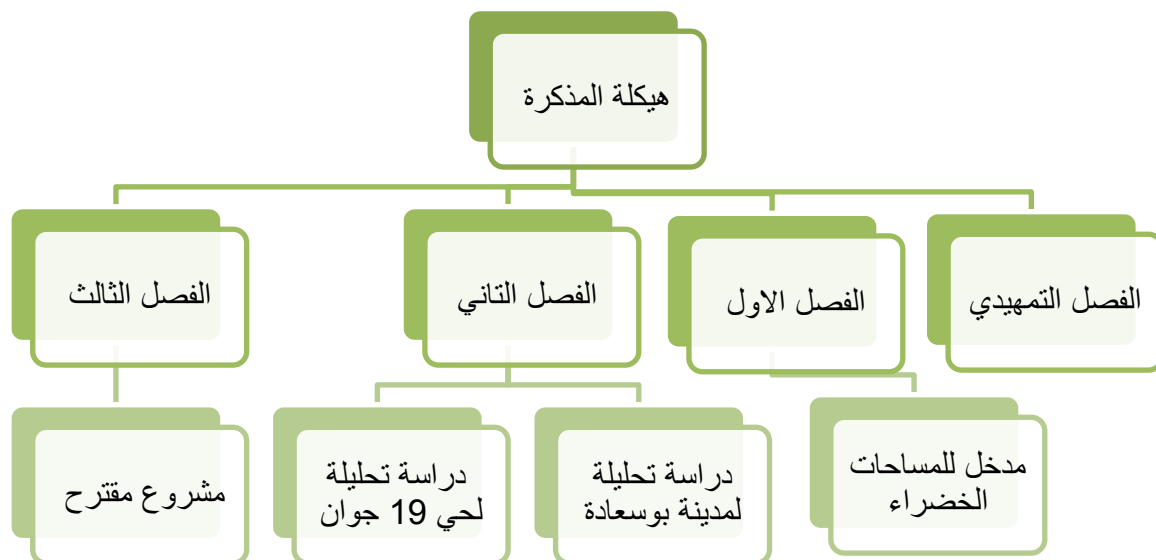 هيكلة المذكرة
الفصل التمهيدي
الفصل الاول
الفصل التاني
الفصل الثالث
مدخل للمساحات
الخضراء
دراسة تحليلة
لمدينة بوسعادة
دراسة تحليلة
لحي 19 جوان
مشروع مقترح